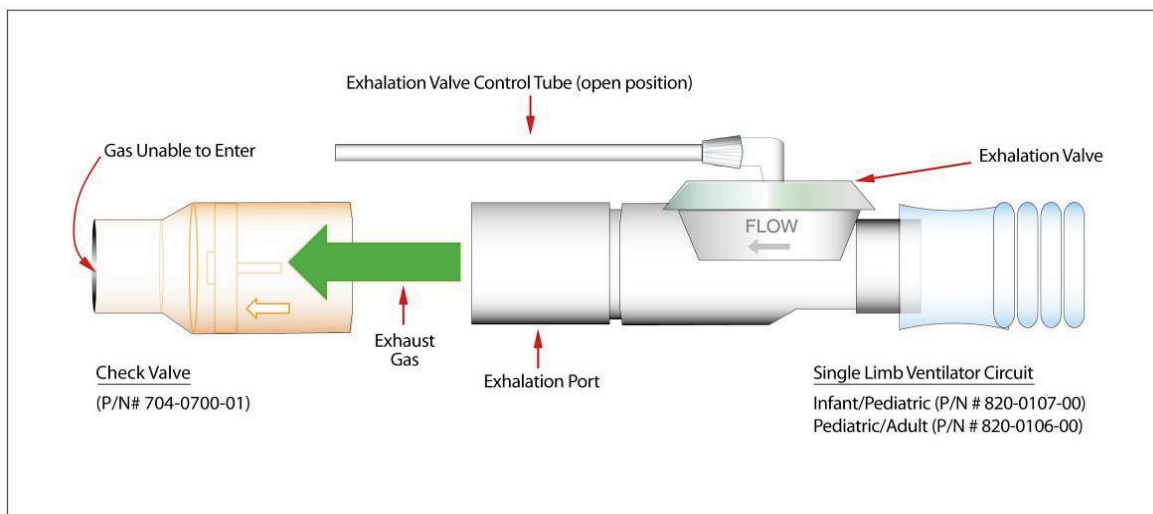 Exhalation Valve Control Tube (open position)
Gas Unable to Enter
Exhalation Valve
FLOW
Exhaust
Gas
Exhalation Port
Check Valve
(P/N# 704-0700-01)
Single Limb Ventilator Circuit
Infant/Pediatric (P/N # 820-0107-00)
Pediatric/Adult (P/N # 820-0106-00)